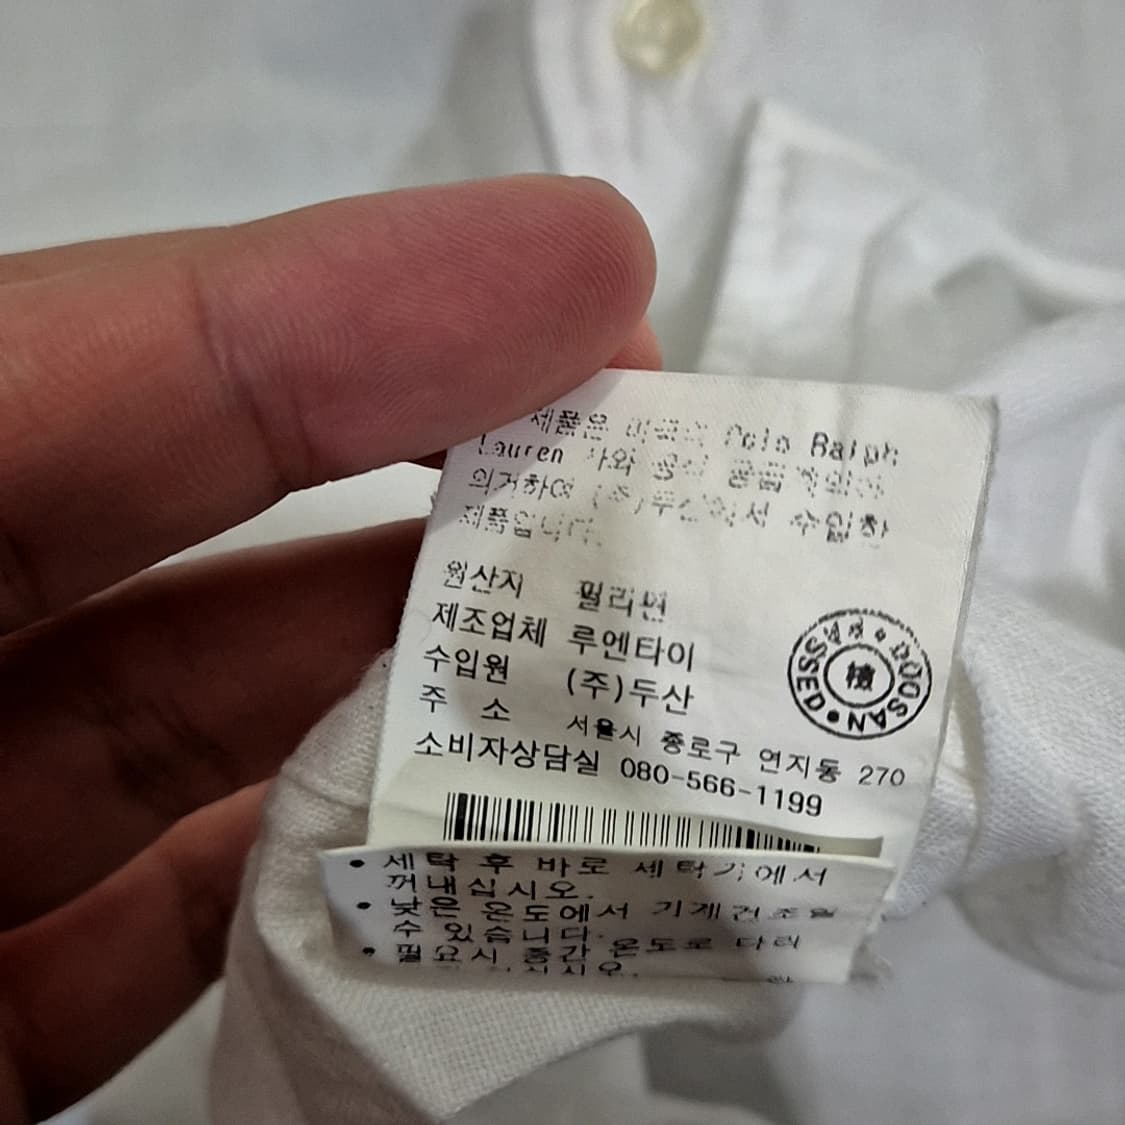 제품은 미국의 Polo Ralph
Lauren 사와
의거하여 (주)두산에서 수입한
제품입니다.
원산지 필리핀
제조업체 루엔타이
수입원 (주)두산
주 소 서울시 종로구 연지동 270
소비자상담실 080-566-1199
DOOSAN
• 세탁 후 바로 세탁기에서
꺼내십시오.
• 낮은 온도에서 기계건조할
수 있습니다.
• 필요시 중간 온도로 다려